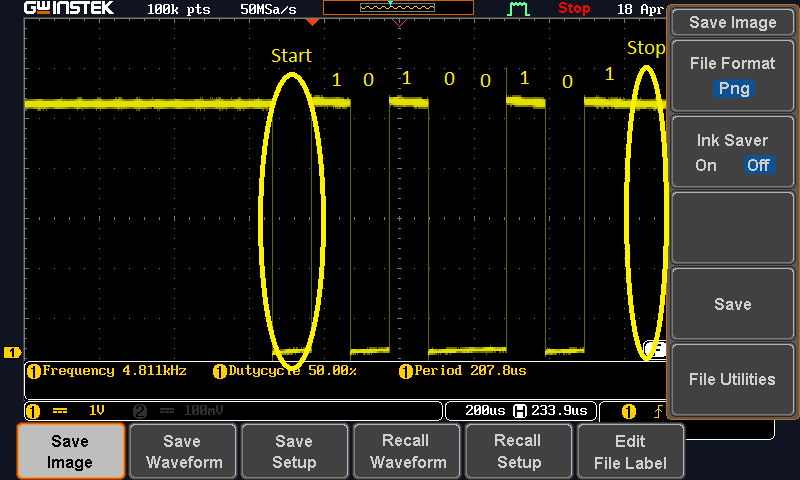 GWINSTEK 100k pts 50MSa/s Stop 18 Apr
Save Image
Start
Stop
1 0 1 0 0 1 0 1
File Format
Png
Ink Saver
On Off
Save
File Utilities
1
1 Frequency 4.811kHz 1 Dutycycle 50.00% 1 Period 207.8us
1 1V 2 100mV 200us H 233.9us 1
Save Image
Save Waveform
Save Setup
Recall Waveform
Recall Setup
Edit File Label